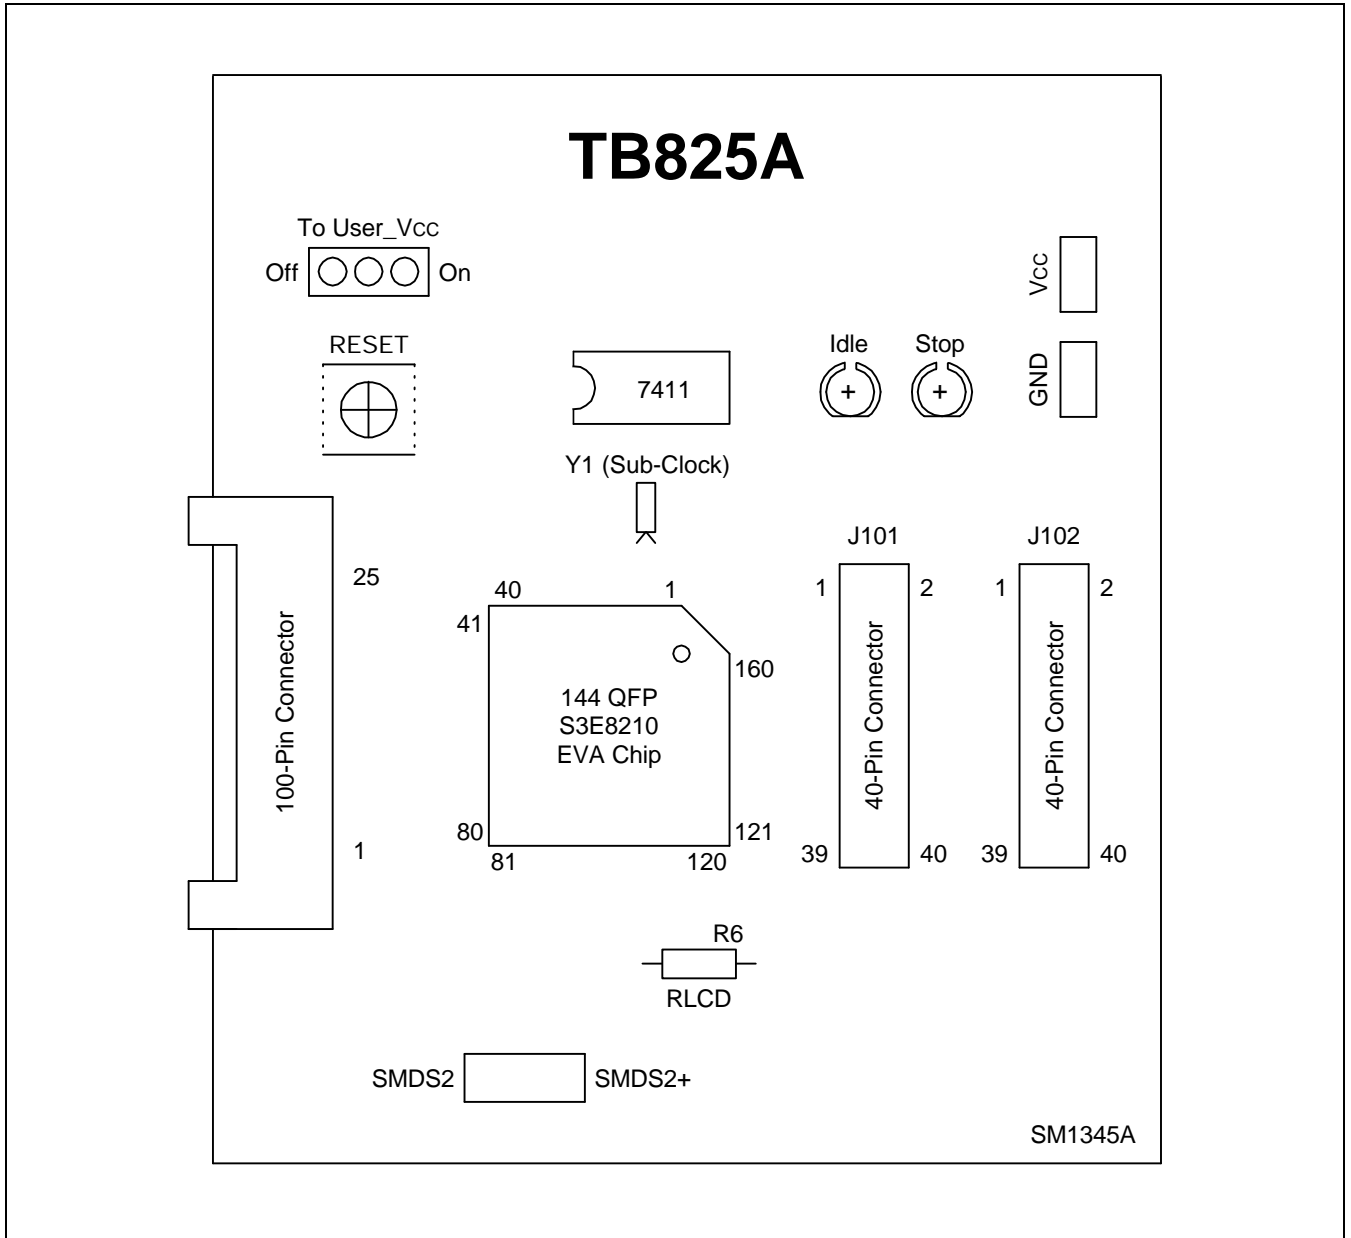 TB825A
To User_Vcc
Off
On
Vcc
RESET
7411
Idle
Stop
GND
Y1 (Sub-Clock)
J101
J102
25
100-Pin Connector
1
40
1
41
160
144 QFP
S3E8210
EVA Chip
80
121
81
120
1
2
40-Pin Connector
39
40
1
2
40-Pin Connector
39
40
R6
RLCD
SMDS2
SMDS2+
SM1345A